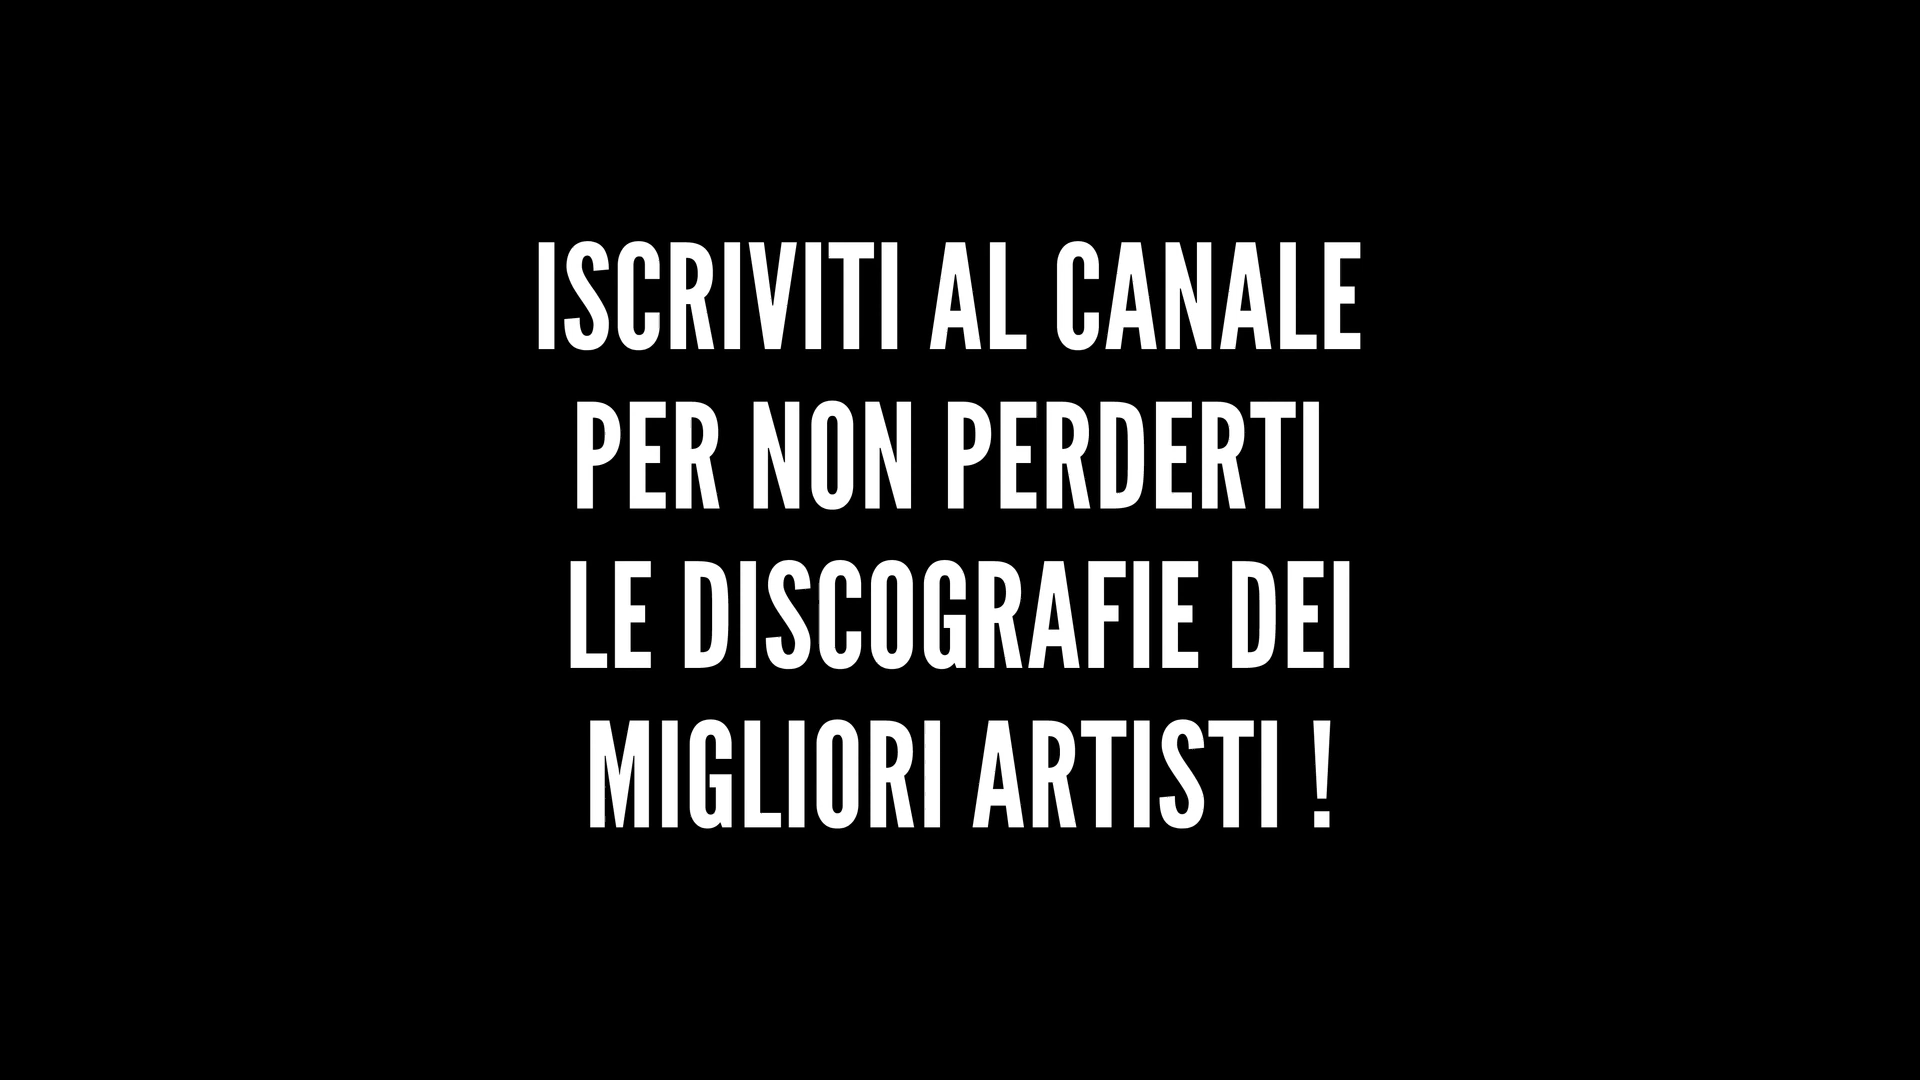 ISCRIVITI AL CANALE
PER NON PERDERTI
LE DISCOGRAFIE DEI
MIGLIORI ARTISTI !